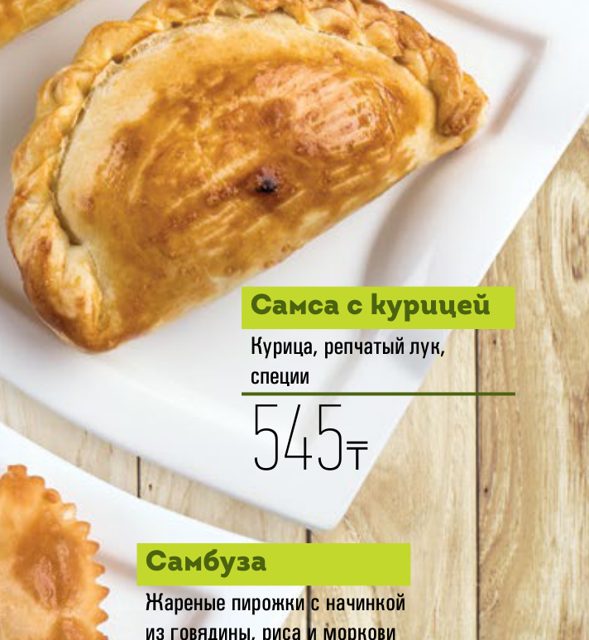 Самса с курицей
Курица, репчатый лук,
специи
545₸
Самбуза
Жареные пирожки с начинкой
из говядины, риса и моркови